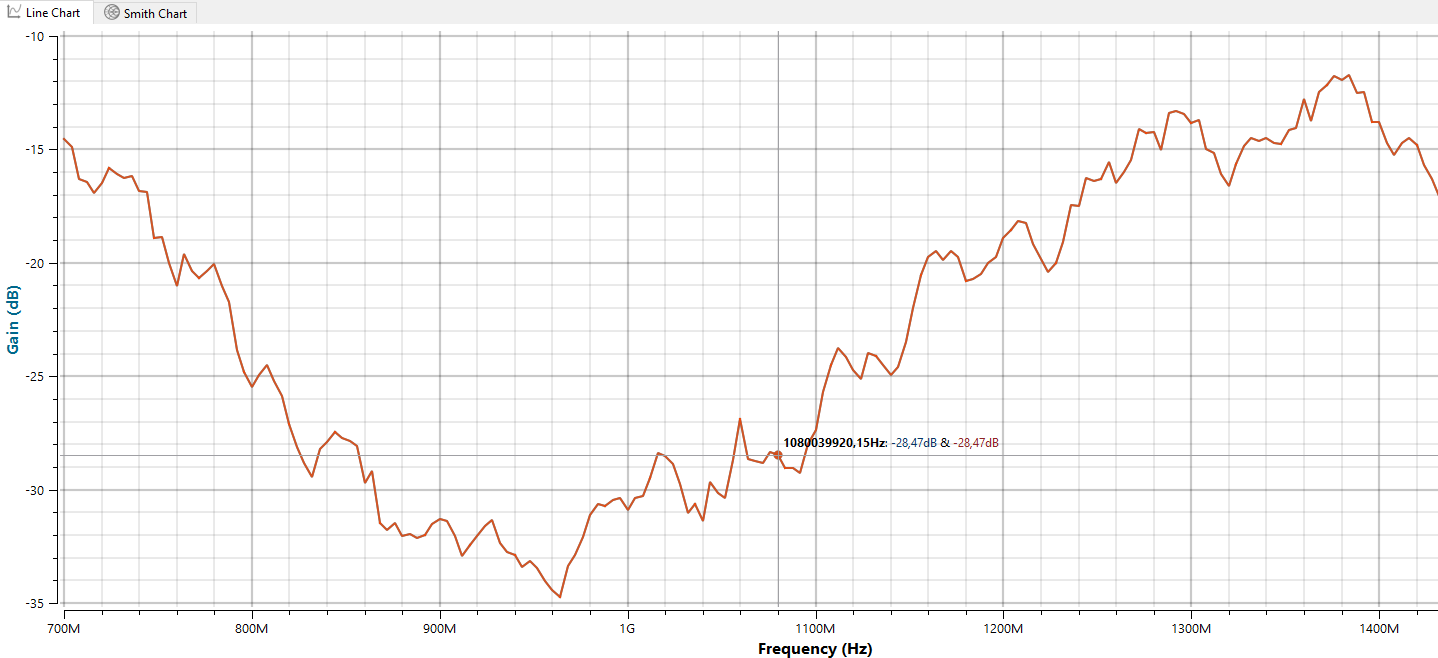 Line Chart Smith Chart
-10
-15
-20
-25
-30
-35
Gain (dB)
1080039920,15Hz: -28,47dB & -28,47dB
700M 800M 900M 1G 1100M 1200M 1300M 1400M
Frequency (Hz)